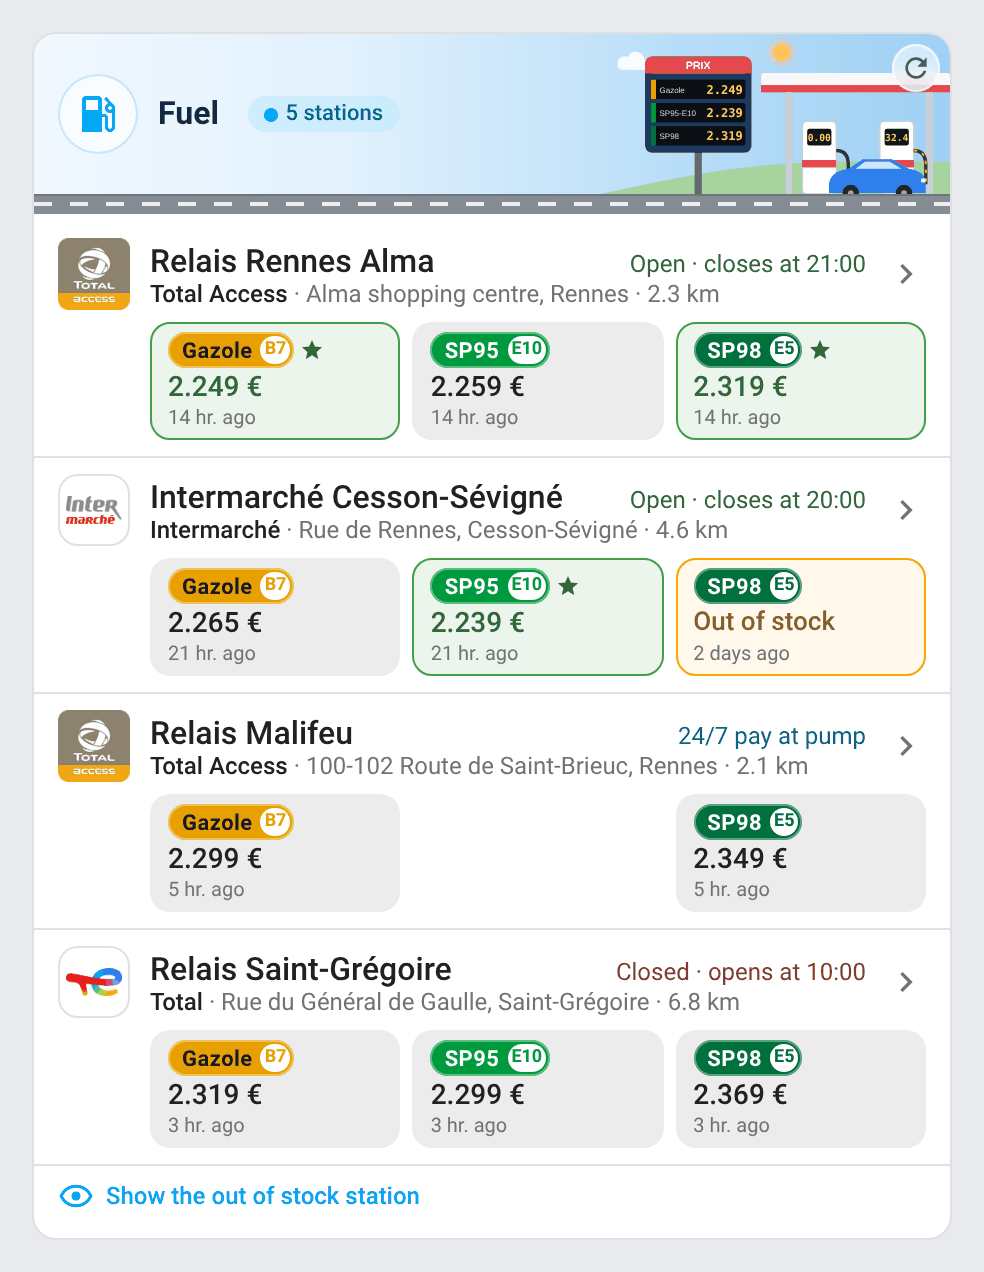 PRIX
Gazole 2.249
SP95-E10 2.239
SP98 2.319
0.00 32.4
Fuel 5 stations
TOTAL
access
Relais Rennes Alma Open · closes at 21:00
Total Access · Alma shopping centre, Rennes · 2.3 km
Gazole B7 SP95 E10 SP98 E5
2.249 € 2.259 € 2.319 €
14 hr. ago 14 hr. ago 14 hr. ago
Inter
marché
Intermarché Cesson-Sévigné Open · closes at 20:00
Intermarché · Rue de Rennes, Cesson-Sévigné · 4.6 km
Gazole B7 SP95 E10 SP98 E5
2.265 € 2.239 € Out of stock
21 hr. ago 21 hr. ago 2 days ago
TOTAL
access
Relais Malifeu 24/7 pay at pump
Total Access · 100-102 Route de Saint-Brieuc, Rennes · 2.1 km
Gazole B7 SP98 E5
2.299 € 2.349 €
5 hr. ago 5 hr. ago
Relais Saint-Grégoire Closed · opens at 10:00
Total · Rue du Général de Gaulle, Saint-Grégoire · 6.8 km
Gazole B7 SP95 E10 SP98 E5
2.319 € 2.299 € 2.369 €
3 hr. ago 3 hr. ago 3 hr. ago
Show the out of stock station